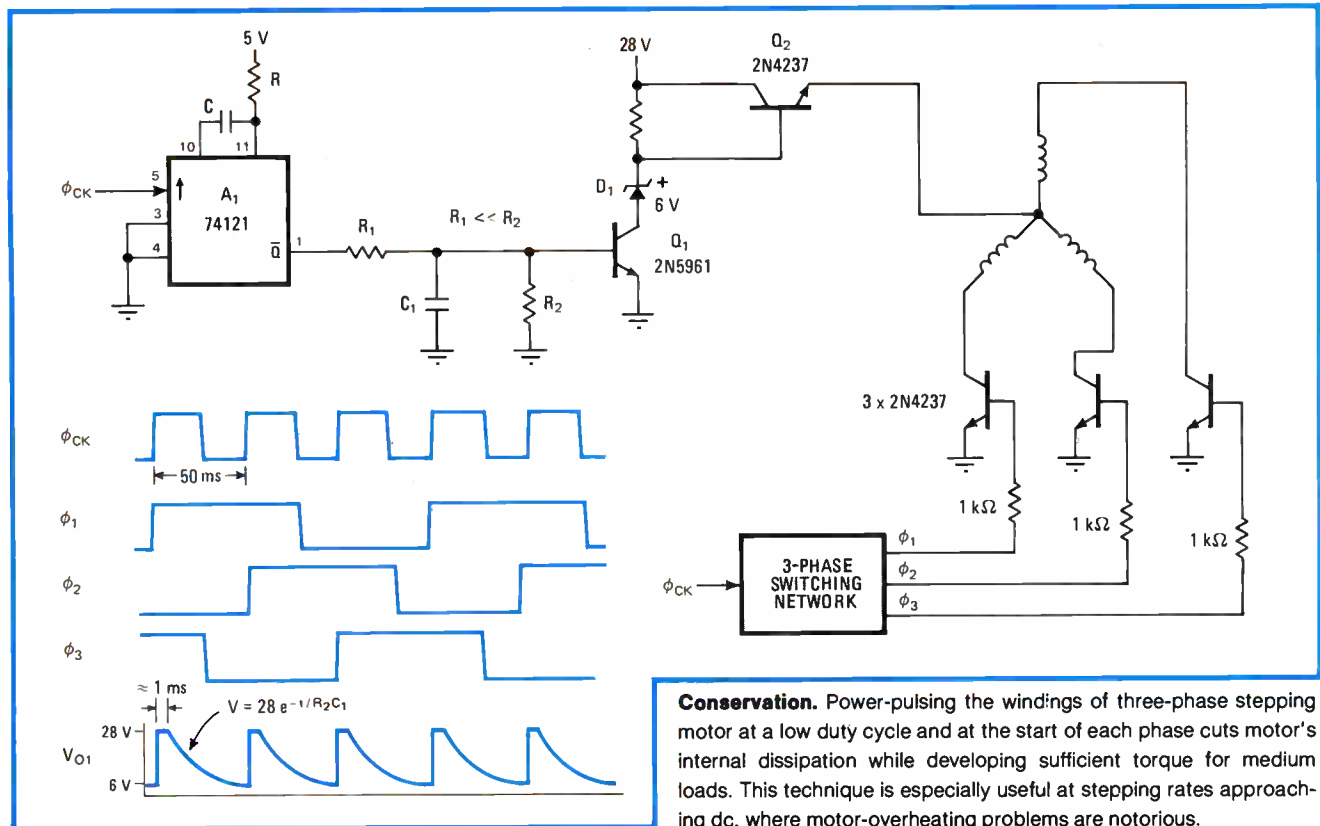 5 V
R
C
10
11
ϕCK
5
↑
A1
74121
3
4
Q̅
1
R1
R1 << R2
C1
R2
28 V
Q2
2N4237
D1
+
6 V
Q1
2N5961
3 x 2N4237
1 kΩ
1 kΩ
1 kΩ
ϕCK
3-PHASE
SWITCHING
NETWORK
ϕ1
ϕ2
ϕ3
ϕCK
50 ms
ϕ1
ϕ2
ϕ3
≈ 1 ms
V = 28 e–1/R2C1
28 V
VO1
6 V
Conservation. Power-pulsing the windings of three-phase stepping
motor at a low duty cycle and at the start of each phase cuts motor's
internal dissipation while developing sufficient torque for medium
loads. This technique is especially useful at stepping rates approach-
ing dc, where motor-overheating problems are notorious.